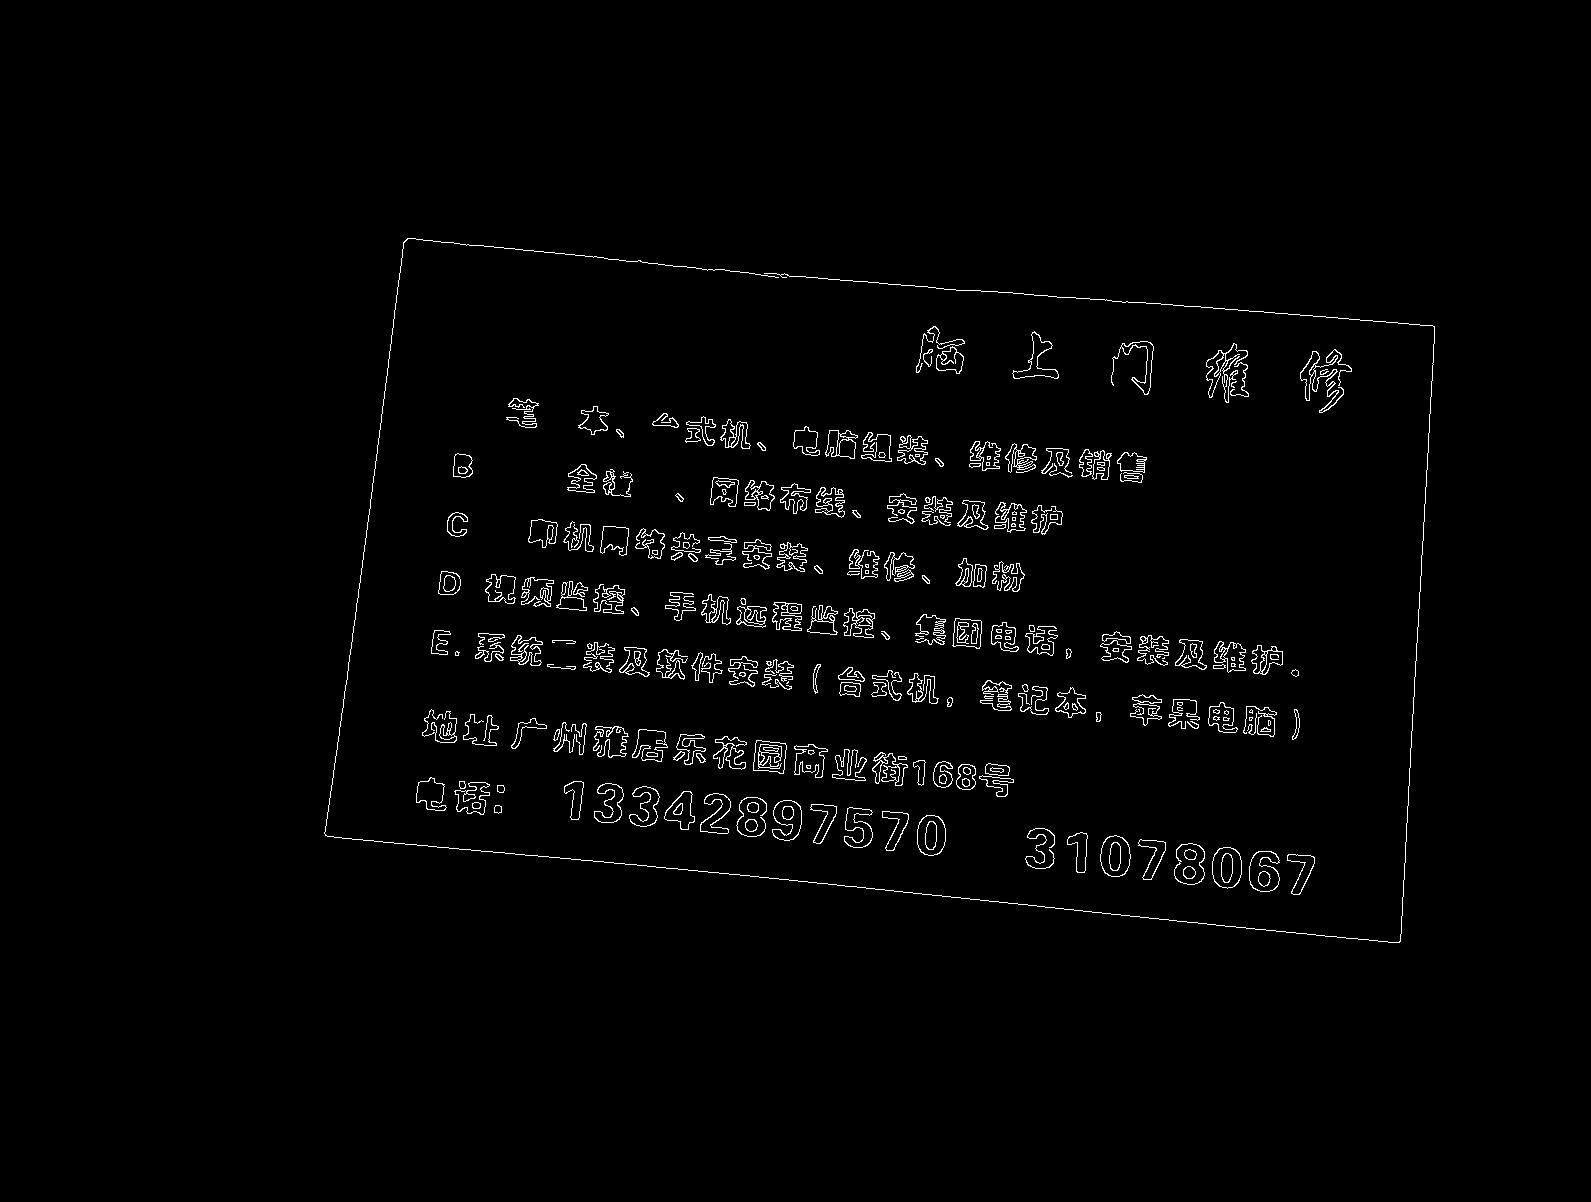 脑 上 门 维 修
笔 本、台式机、电脑组装、维修及销售
B 全 、网络布线、安装及维护
C 印机网络共享安装、维修、加粉
D 视频监控、手机远程监控、集团电话，安装及维护.
E. 系统 装及软件安装（台式机，笔记本，苹果电脑）
地址 广州雅居乐花园商业街168号
电话： 13342897570 31078067